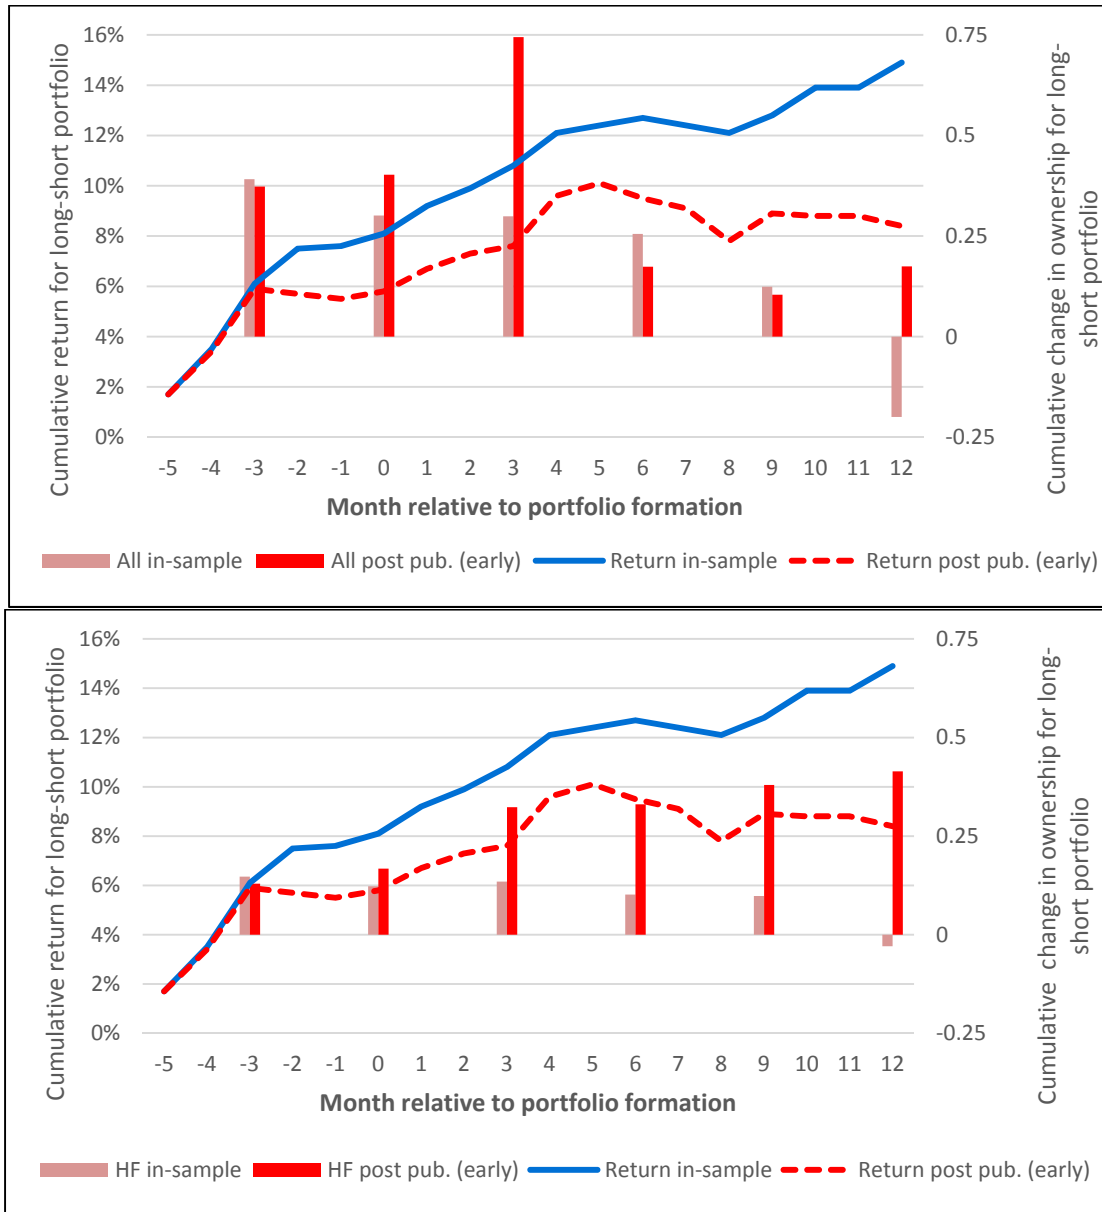 Cumulative return for long-short portfolio
16%
14%
12%
10%
8%
6%
4%
2%
0%
0.75
0.5
0.25
0
-0.25
Cumulative change in ownership for long-
short portfolio
-5 -4 -3 -2 -1 0 1 2 3 4 5 6 7 8 9 10 11 12
Month relative to portfolio formation
All in-sample All post pub. (early) Return in-sample Return post pub. (early)
Cumulative return for long-short portfolio
16%
14%
12%
10%
8%
6%
4%
2%
0%
0.75
0.5
0.25
0
-0.25
Cumulative change in ownership for long-
short portfolio
-5 -4 -3 -2 -1 0 1 2 3 4 5 6 7 8 9 10 11 12
Month relative to portfolio formation
HF in-sample HF post pub. (early) Return in-sample Return post pub. (early)